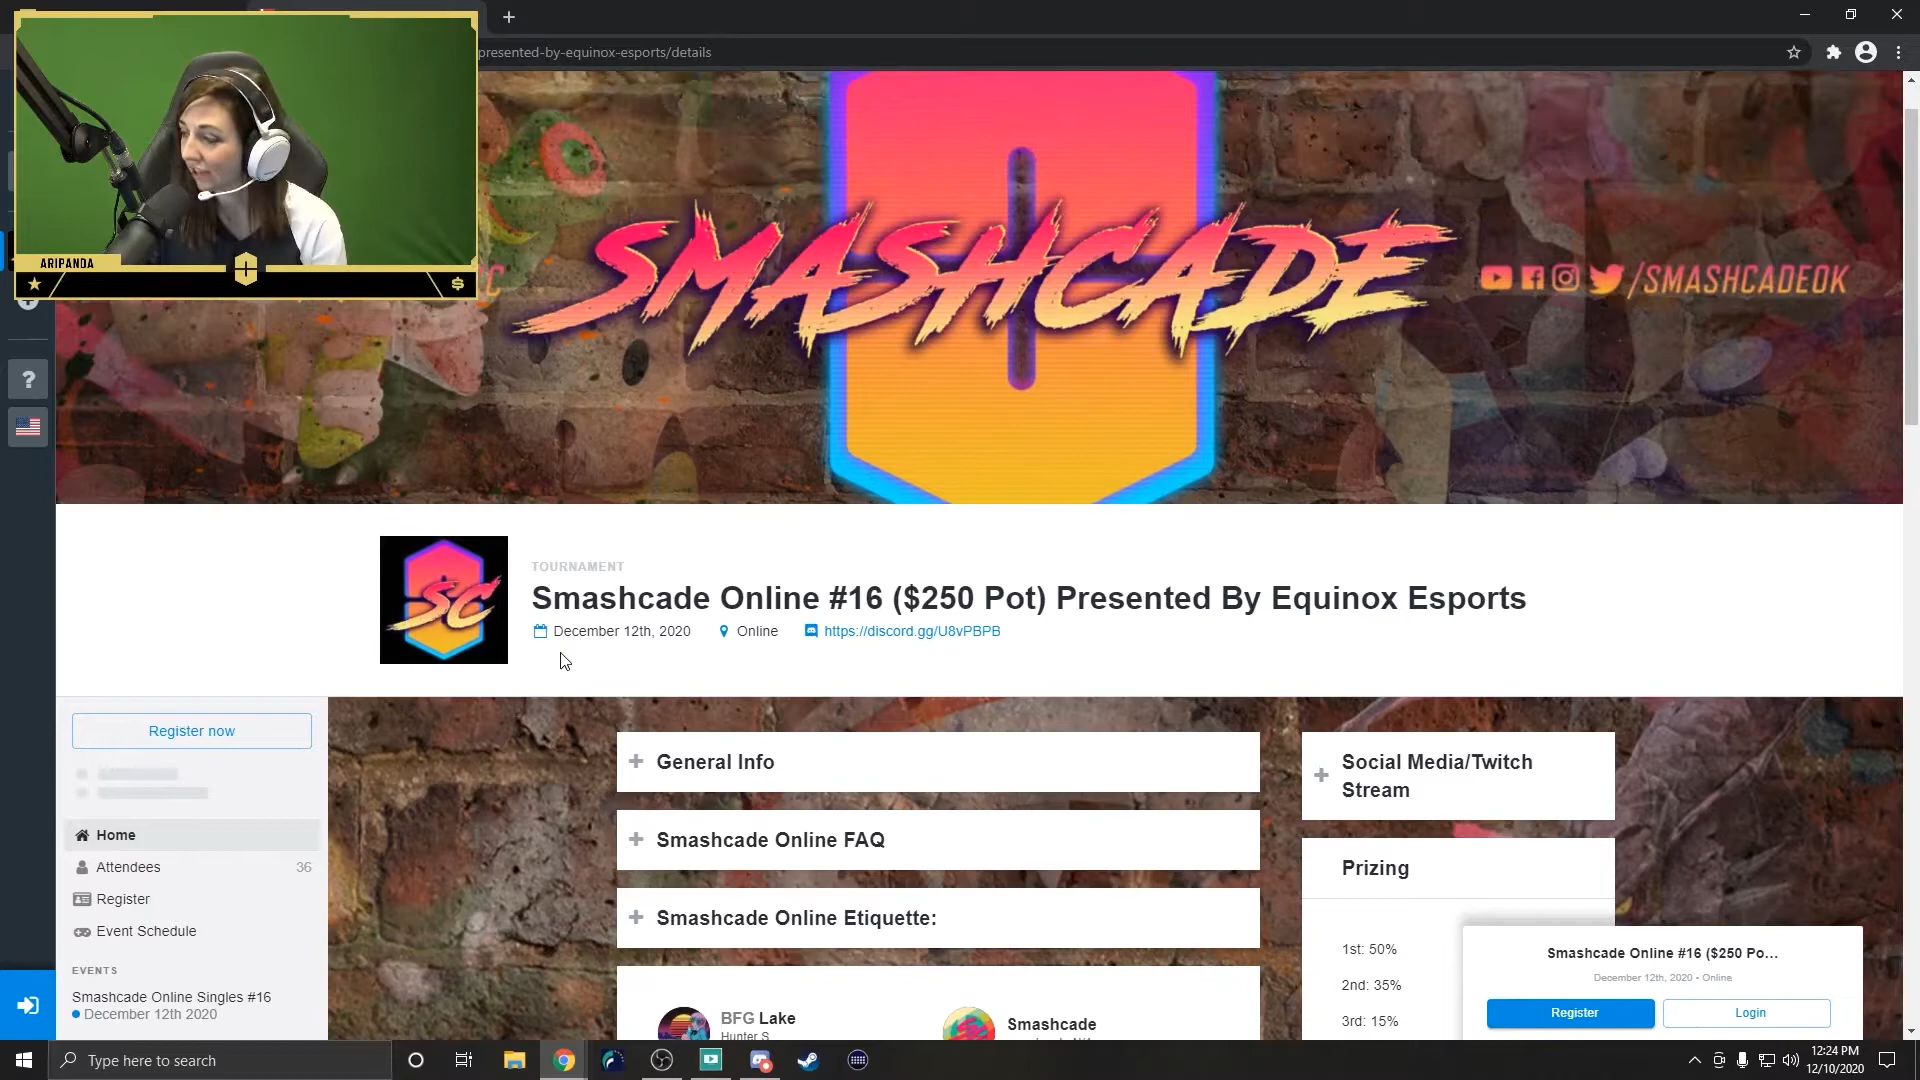 presented-by-equinox-esports/details
ARIPANDA
SMASHCADE
/SMASHCADEOK
SC
TOURNAMENT
Smashcade Online #16 ($250 Pot) Presented By Equinox Esports
December 12th, 2020 Online https://discord.gg/U8vPBPB
Register now
Home
Attendees 36
Register
Event Schedule
EVENTS
Smashcade Online Singles #16
December 12th 2020
+ General Info
+ Smashcade Online FAQ
+ Smashcade Online Etiquette:
BFG Lake
Hunter S
Smashcade
+ Social Media/Twitch
Stream
Prizing
1st: 50%
2nd: 35%
3rd: 15%
Smashcade Online #16 ($250 Po...
December 12th, 2020 • Online
Register Login
Type here to search
12:24 PM
12/10/2020